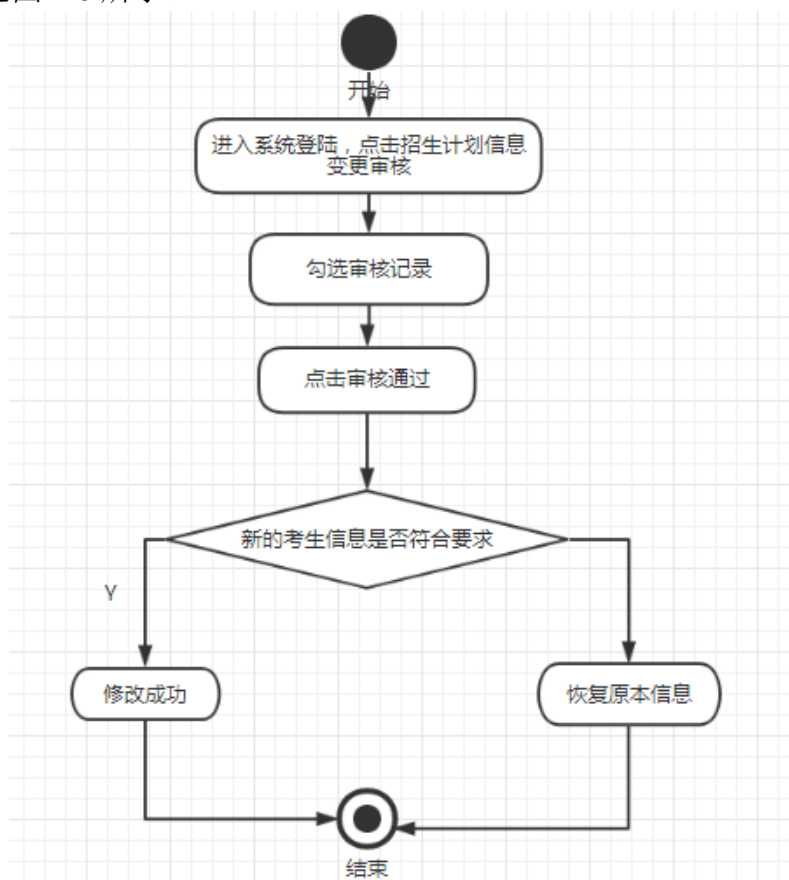 开始
进入系统登陆，点击招生计划信息
变更审核
勾选审核记录
点击审核通过
新的考生信息是否符合要求
Y
修改成功
恢复原本信息
结束